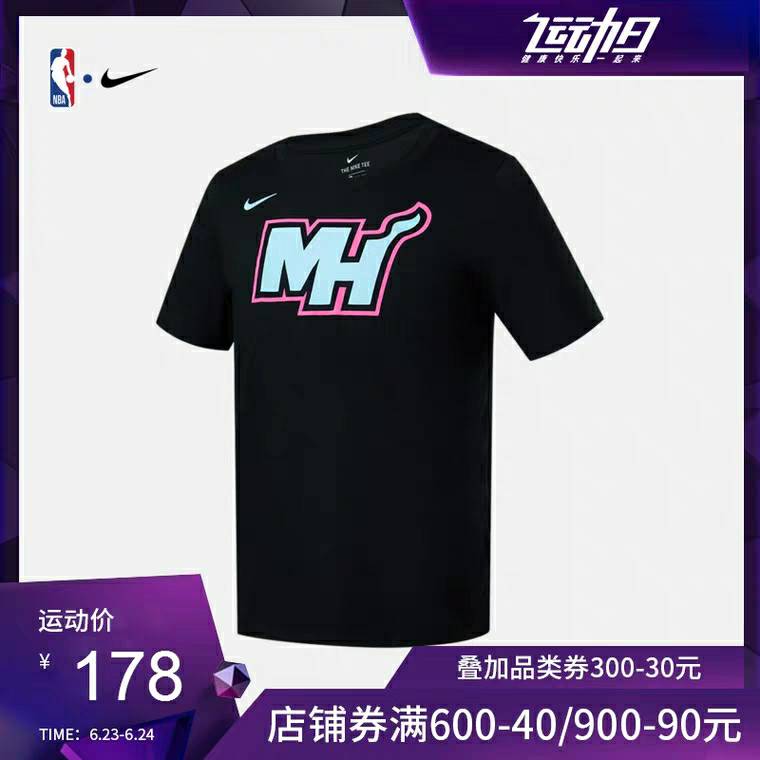 飞运动日
健康快乐一起来
NBA
THE NIKE TEE
MH
运动价
¥ 178
TIME：6.23-6.24
叠加品类券300-30元
店铺券满600-40/900-90元